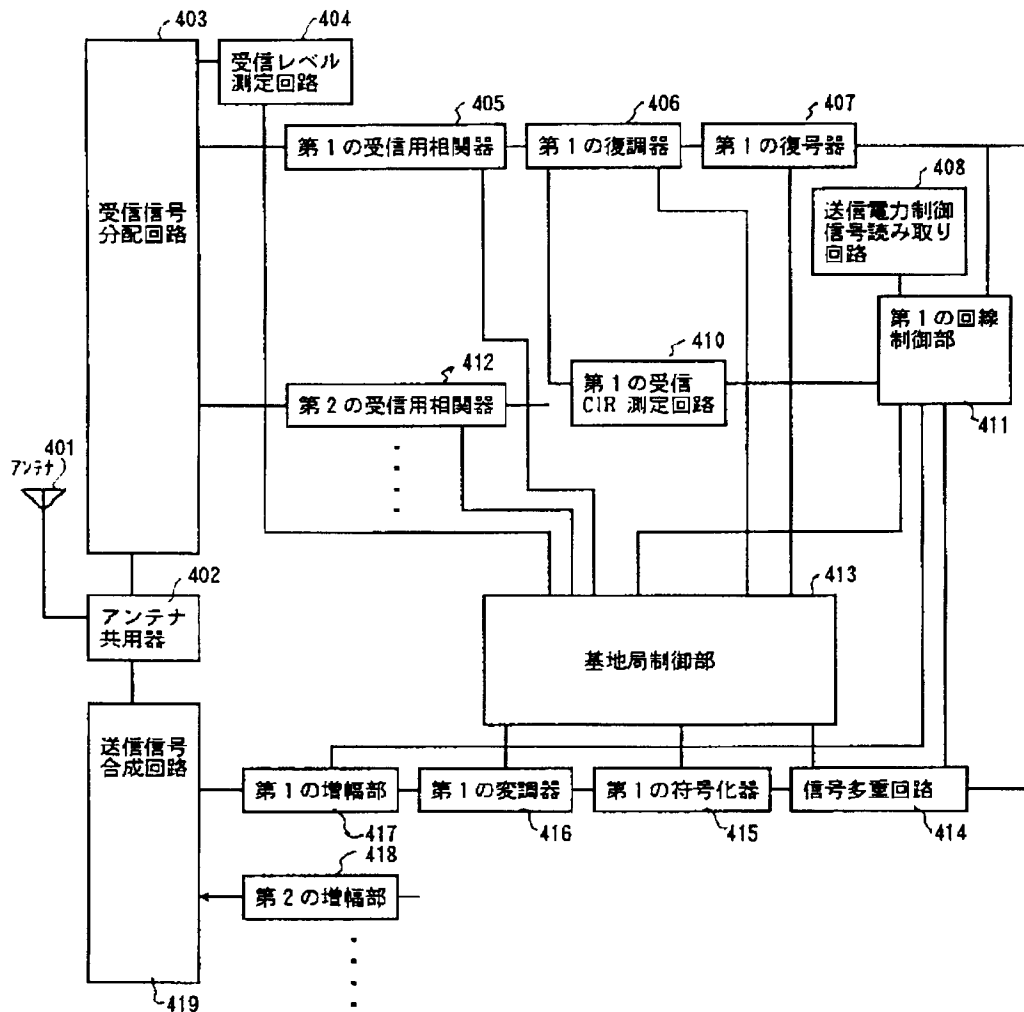 403
404
受信レベル
測定回路
405
406
407
第1の受信用相関器
第1の復調器
第1の復号器
408
受信信号
分配回路
送信電力制御
信号読み取り
回路
第1の回線
制御部
410
412
第1の受信
CIR 測定回路
第2の受信用相関器
411
401
アンテナ
402
413
アンテナ
共用器
基地局制御部
送信信号
合成回路
第1の増幅部
第1の変調器
第1の符号化器
信号多重回路
417
416
415
414
418
第2の増幅部
419